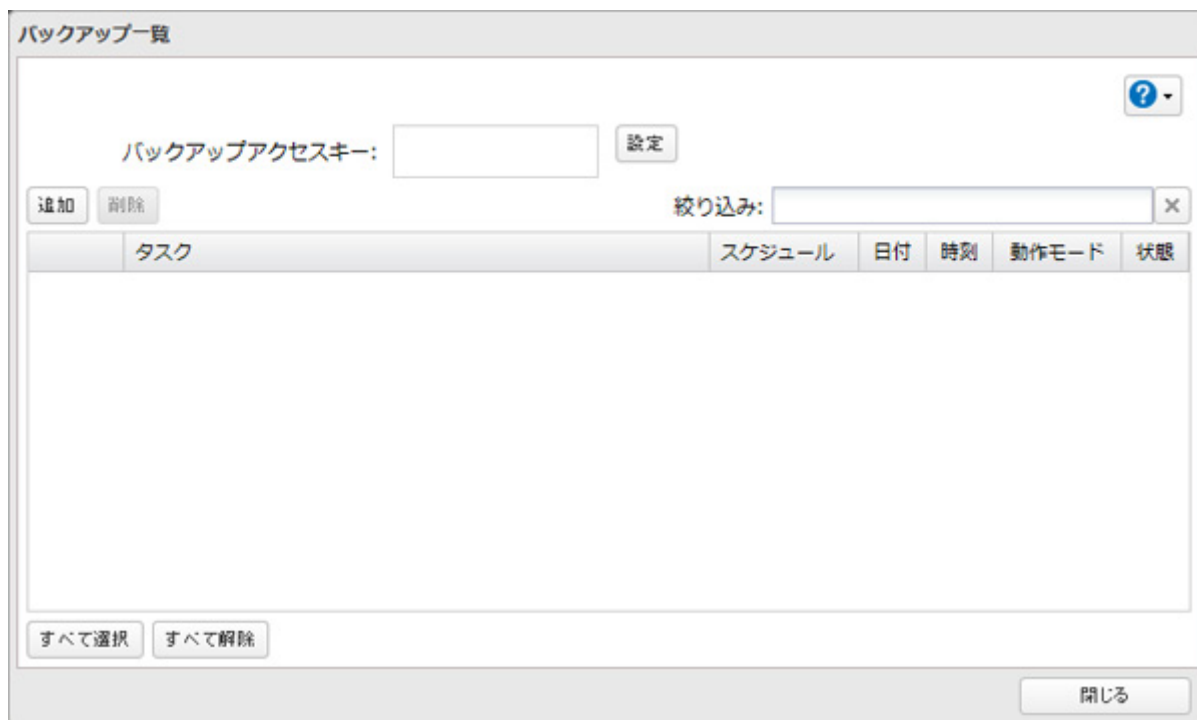 バックアップ一覧
?
バックアップアクセスキー: 設定
追加 削除 絞り込み: ×
タスク スケジュール 日付 時刻 動作モード 状態
すべて選択 すべて解除
閉じる